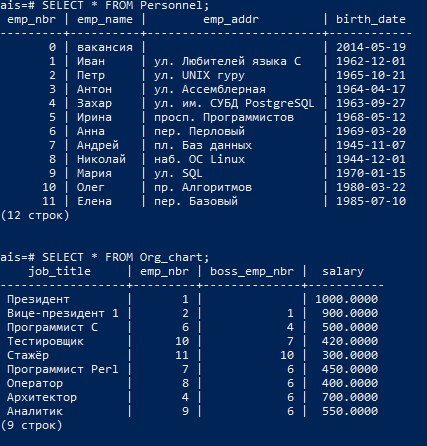 ais=# SELECT * FROM Personnel;
emp_nbr | emp_name | emp_addr | birth_date
---------+----------+------------------------+------------
0 | вакансия | | 2014-05-19
1 | Иван | ул. Любителей языка C | 1962-12-01
2 | Петр | ул. UNIX гуру | 1965-10-21
3 | Антон | ул. Ассемблерная | 1964-04-17
4 | Захар | ул. им. СУБД PostgreSQL | 1963-09-27
5 | Ирина | просп. Программистов | 1968-05-12
6 | Анна | пер. Перловый | 1969-03-20
7 | Андрей | пл. Баз данных | 1945-11-07
8 | Николай | наб. ОС Linux | 1944-12-01
9 | Мария | ул. SQL | 1970-01-15
10 | Олег | пр. Алгоритмов | 1980-03-22
11 | Елена | пер. Базовый | 1985-07-10
(12 строк)
ais=# SELECT * FROM Org_chart;
job_title | emp_nbr | boss_emp_nbr | salary
------------------+---------+--------------+-----------
Президент | 1 | | 1000.0000
Вице-президент 1 | 2 | 1 | 900.0000
Программист C | 6 | 4 | 500.0000
Тестировщик | 10 | 7 | 420.0000
Стажёр | 11 | 10 | 300.0000
Программист Perl | 7 | 6 | 450.0000
Оператор | 8 | 6 | 400.0000
Архитектор | 4 | 6 | 700.0000
Аналитик | 9 | 6 | 550.0000
(9 строк)